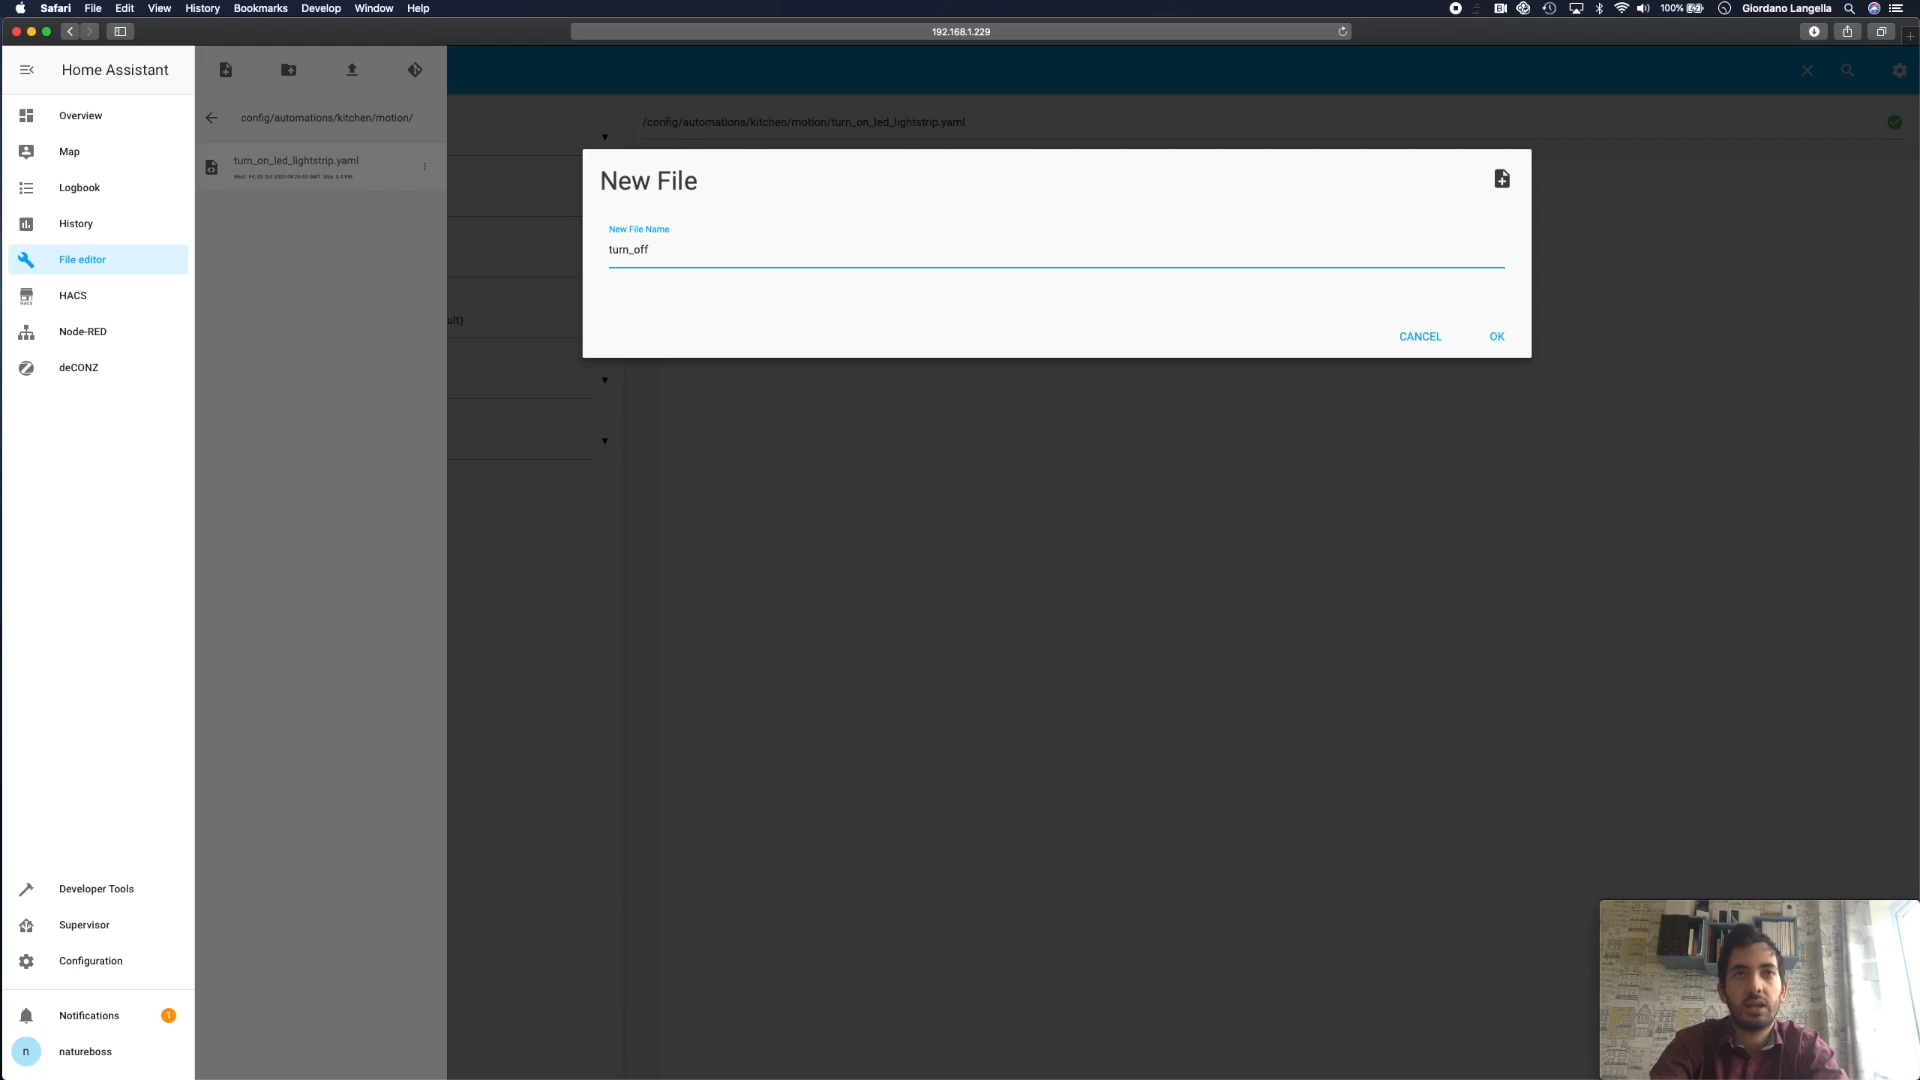 Safari File Edit View History Bookmarks Develop Window Help
100% Giordano Langella
192.168.1.229
Home Assistant
Overview
Map
Logbook
History
File editor
HACS
Node-RED
deCONZ
Developer Tools
Supervisor
Configuration
Notifications 1
n natureboss
config/automations/kitchen/motion/
turn_on_led_lightstrip.yaml
/config/automations/kitchen/motion/turn_on_led_lightstrip.yaml
ult)
New File
New File Name
turn_off
CANCEL OK